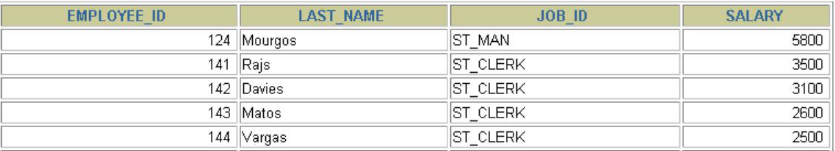 EMPLOYEE_ID LAST_NAME JOB_ID SALARY
124 Mourgos ST_MAN 5800
141 Rajs ST_CLERK 3500
142 Davies ST_CLERK 3100
143 Matos ST_CLERK 2600
144 Vargas ST_CLERK 2500